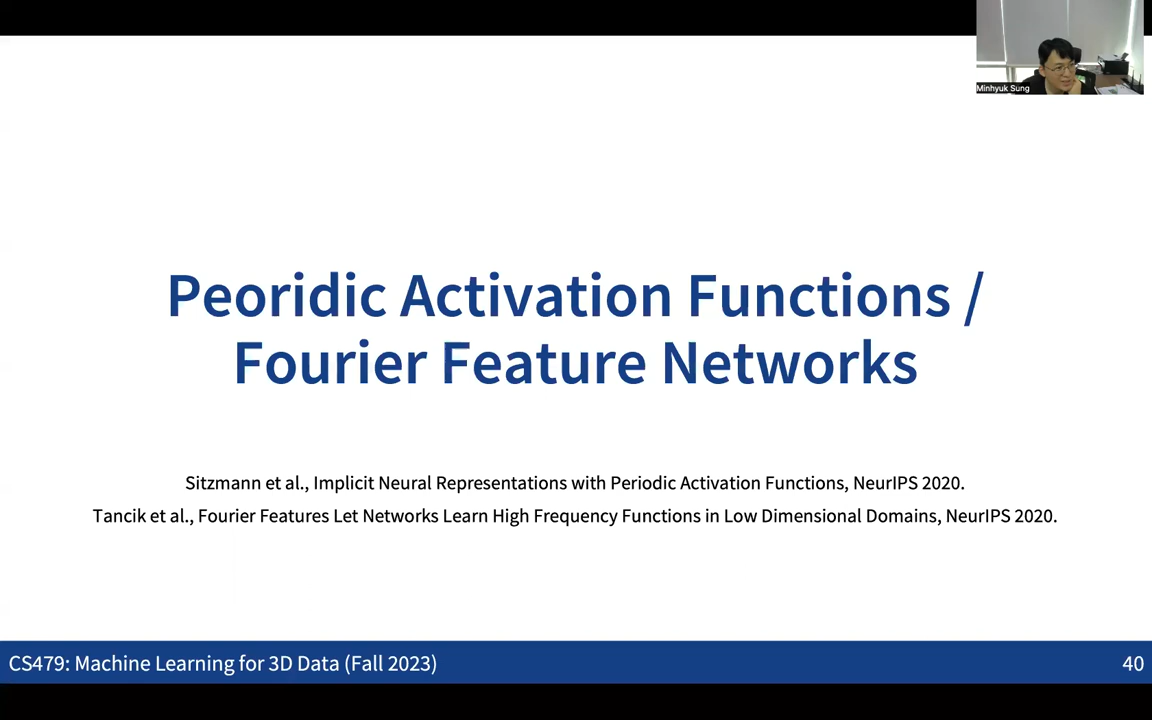 Minhyuk Sung
Peoridic Activation Functions /
Fourier Feature Networks
Sitzmann et al., Implicit Neural Representations with Periodic Activation Functions, NeurIPS 2020.
Tancik et al., Fourier Features Let Networks Learn High Frequency Functions in Low Dimensional Domains, NeurIPS 2020.
CS479: Machine Learning for 3D Data (Fall 2023)
40